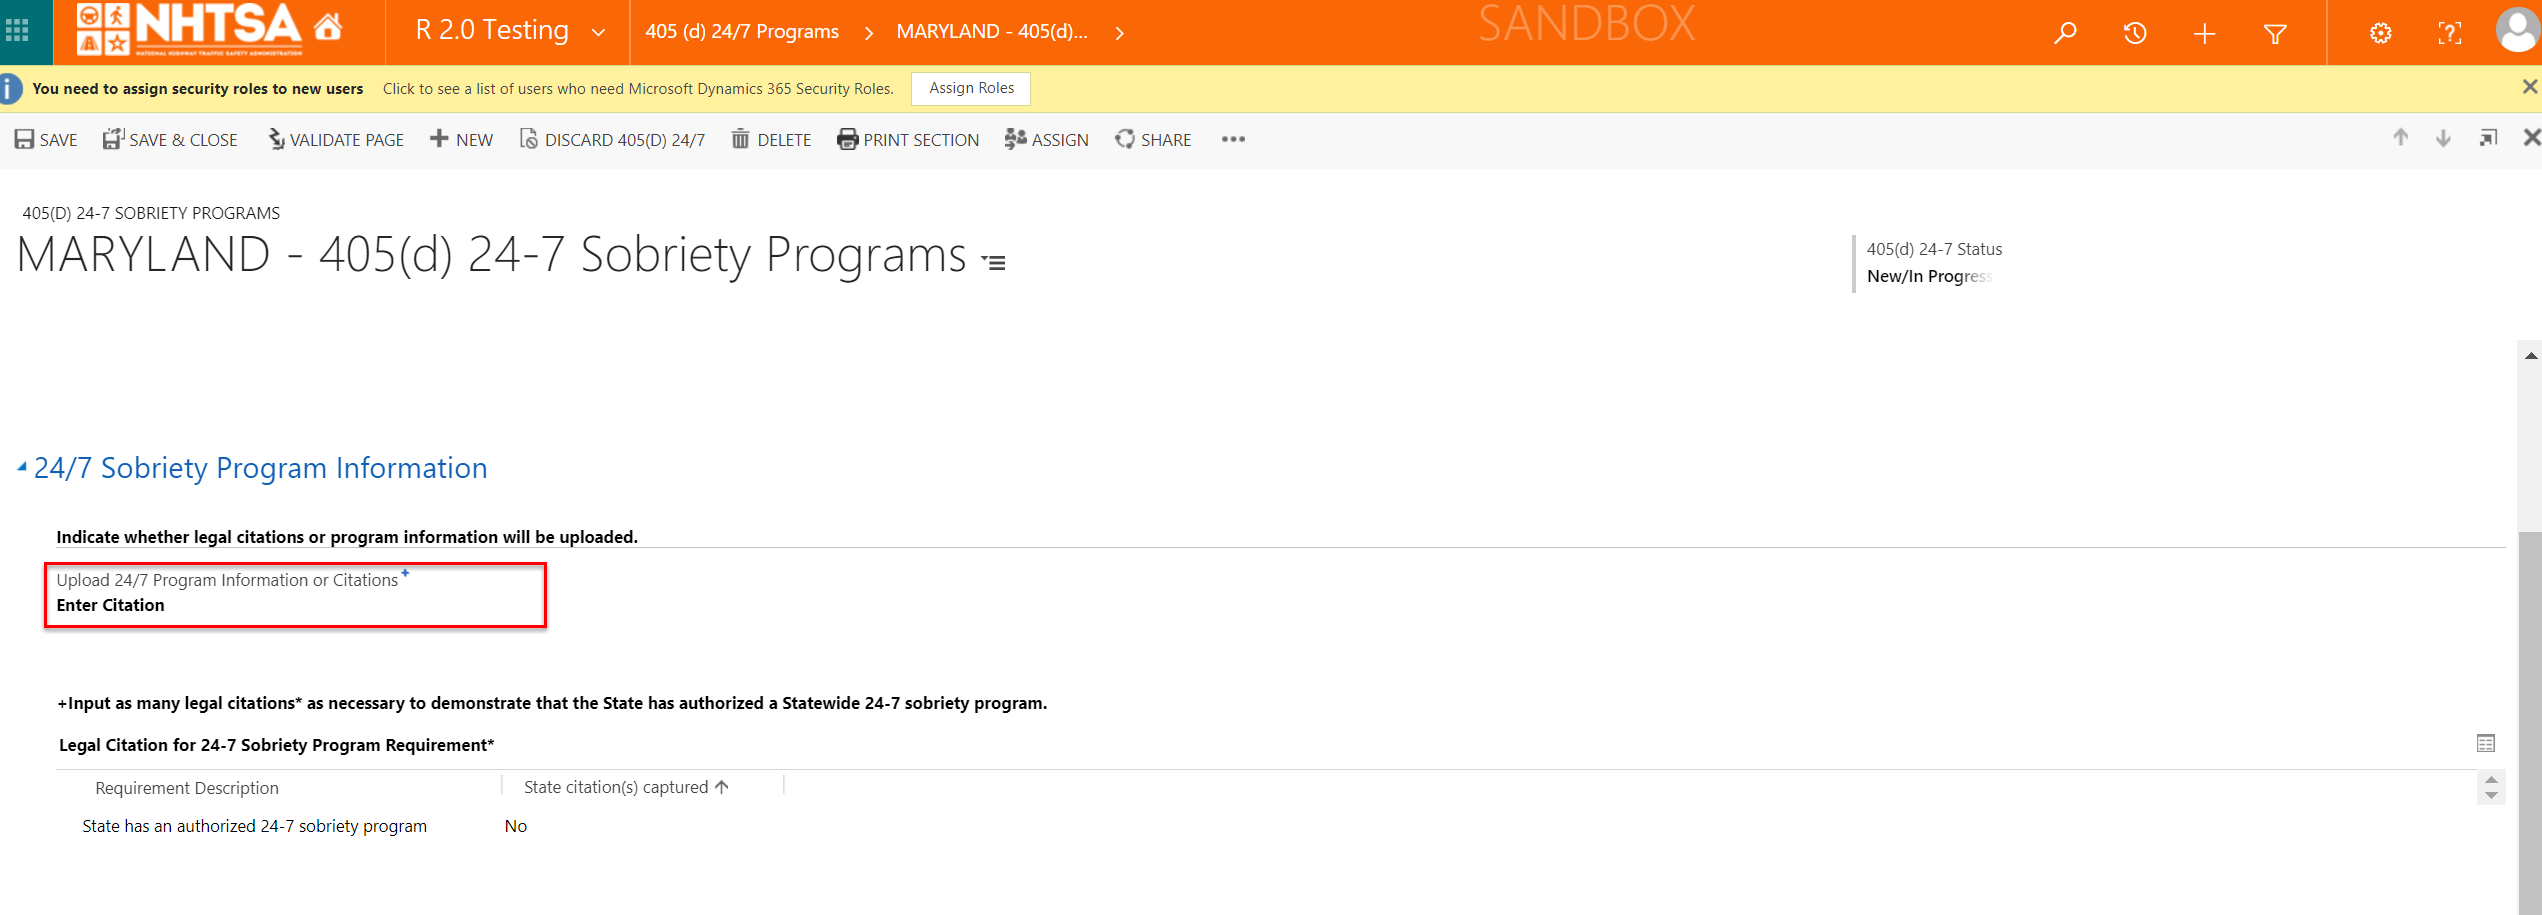 NHTSA
NATIONAL HIGHWAY TRAFFIC SAFETY ADMINISTRATION
R 2.0 Testing
405 (d) 24/7 Programs
MARYLAND - 405(d)...
SANDBOX
You need to assign security roles to new users Click to see a list of users who need Microsoft Dynamics 365 Security Roles. Assign Roles
SAVE SAVE & CLOSE VALIDATE PAGE NEW DISCARD 405(D) 24/7 DELETE PRINT SECTION ASSIGN SHARE •••
405(D) 24-7 SOBRIETY PROGRAMS
MARYLAND - 405(d) 24-7 Sobriety Programs
405(d) 24-7 Status
New/In Progress
24/7 Sobriety Program Information
Indicate whether legal citations or program information will be uploaded.
Upload 24/7 Program Information or Citations+
Enter Citation
+Input as many legal citations* as necessary to demonstrate that the State has authorized a Statewide 24-7 sobriety program.
Legal Citation for 24-7 Sobriety Program Requirement*
Requirement Description State citation(s) captured ↑
State has an authorized 24-7 sobriety program No